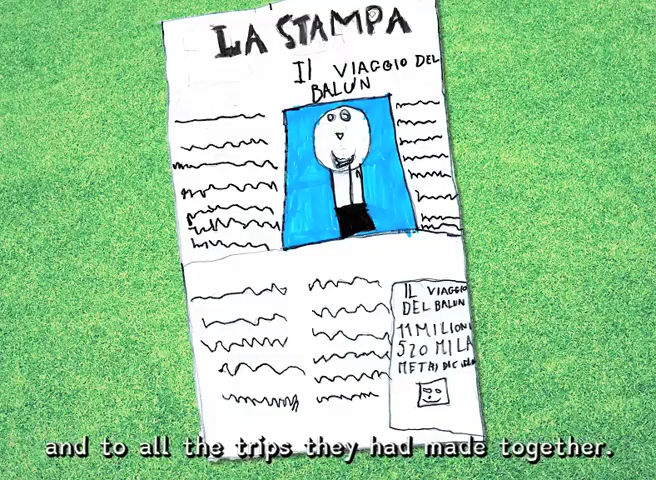 LA STAMPA
Il VIAGGIO DEL
BALUN
IL VIAGGIO
DEL BALUN
11 MILIONI
520 MILA
and to all the trips they had made together.